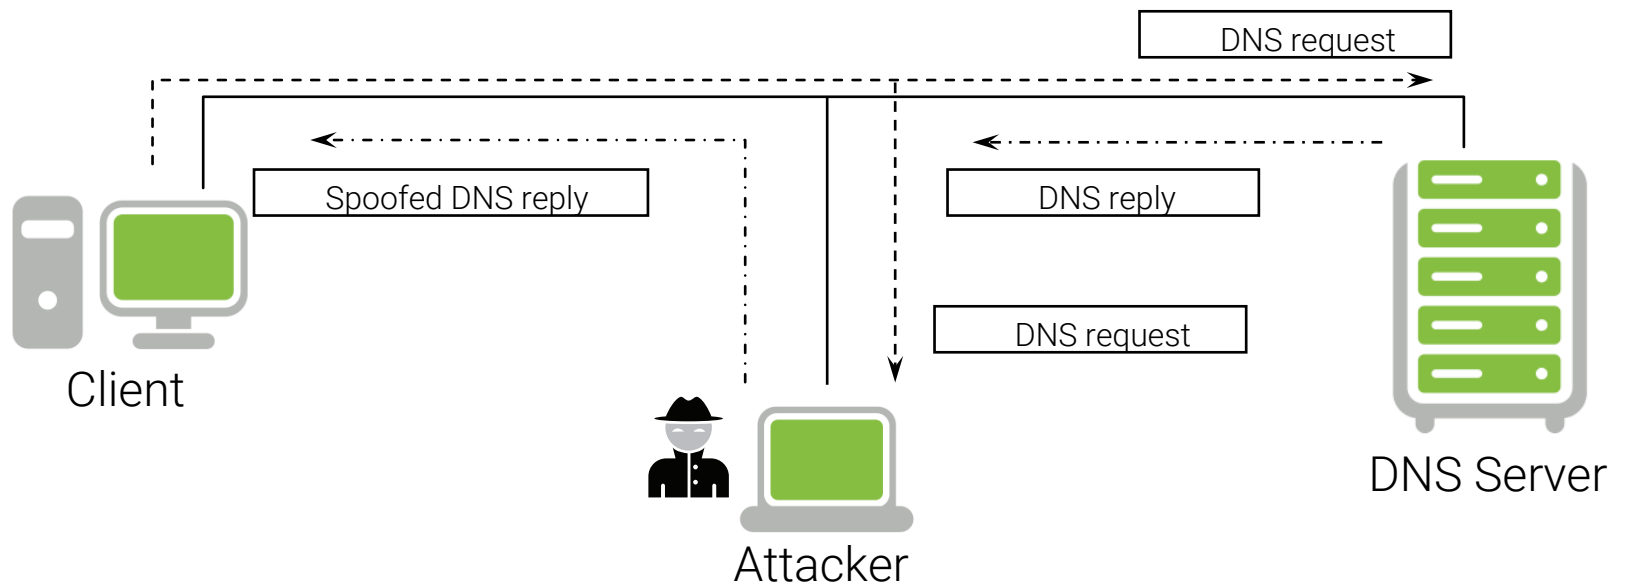 DNS request
Spoofed DNS reply
DNS reply
DNS request
Client
DNS Server
Attacker